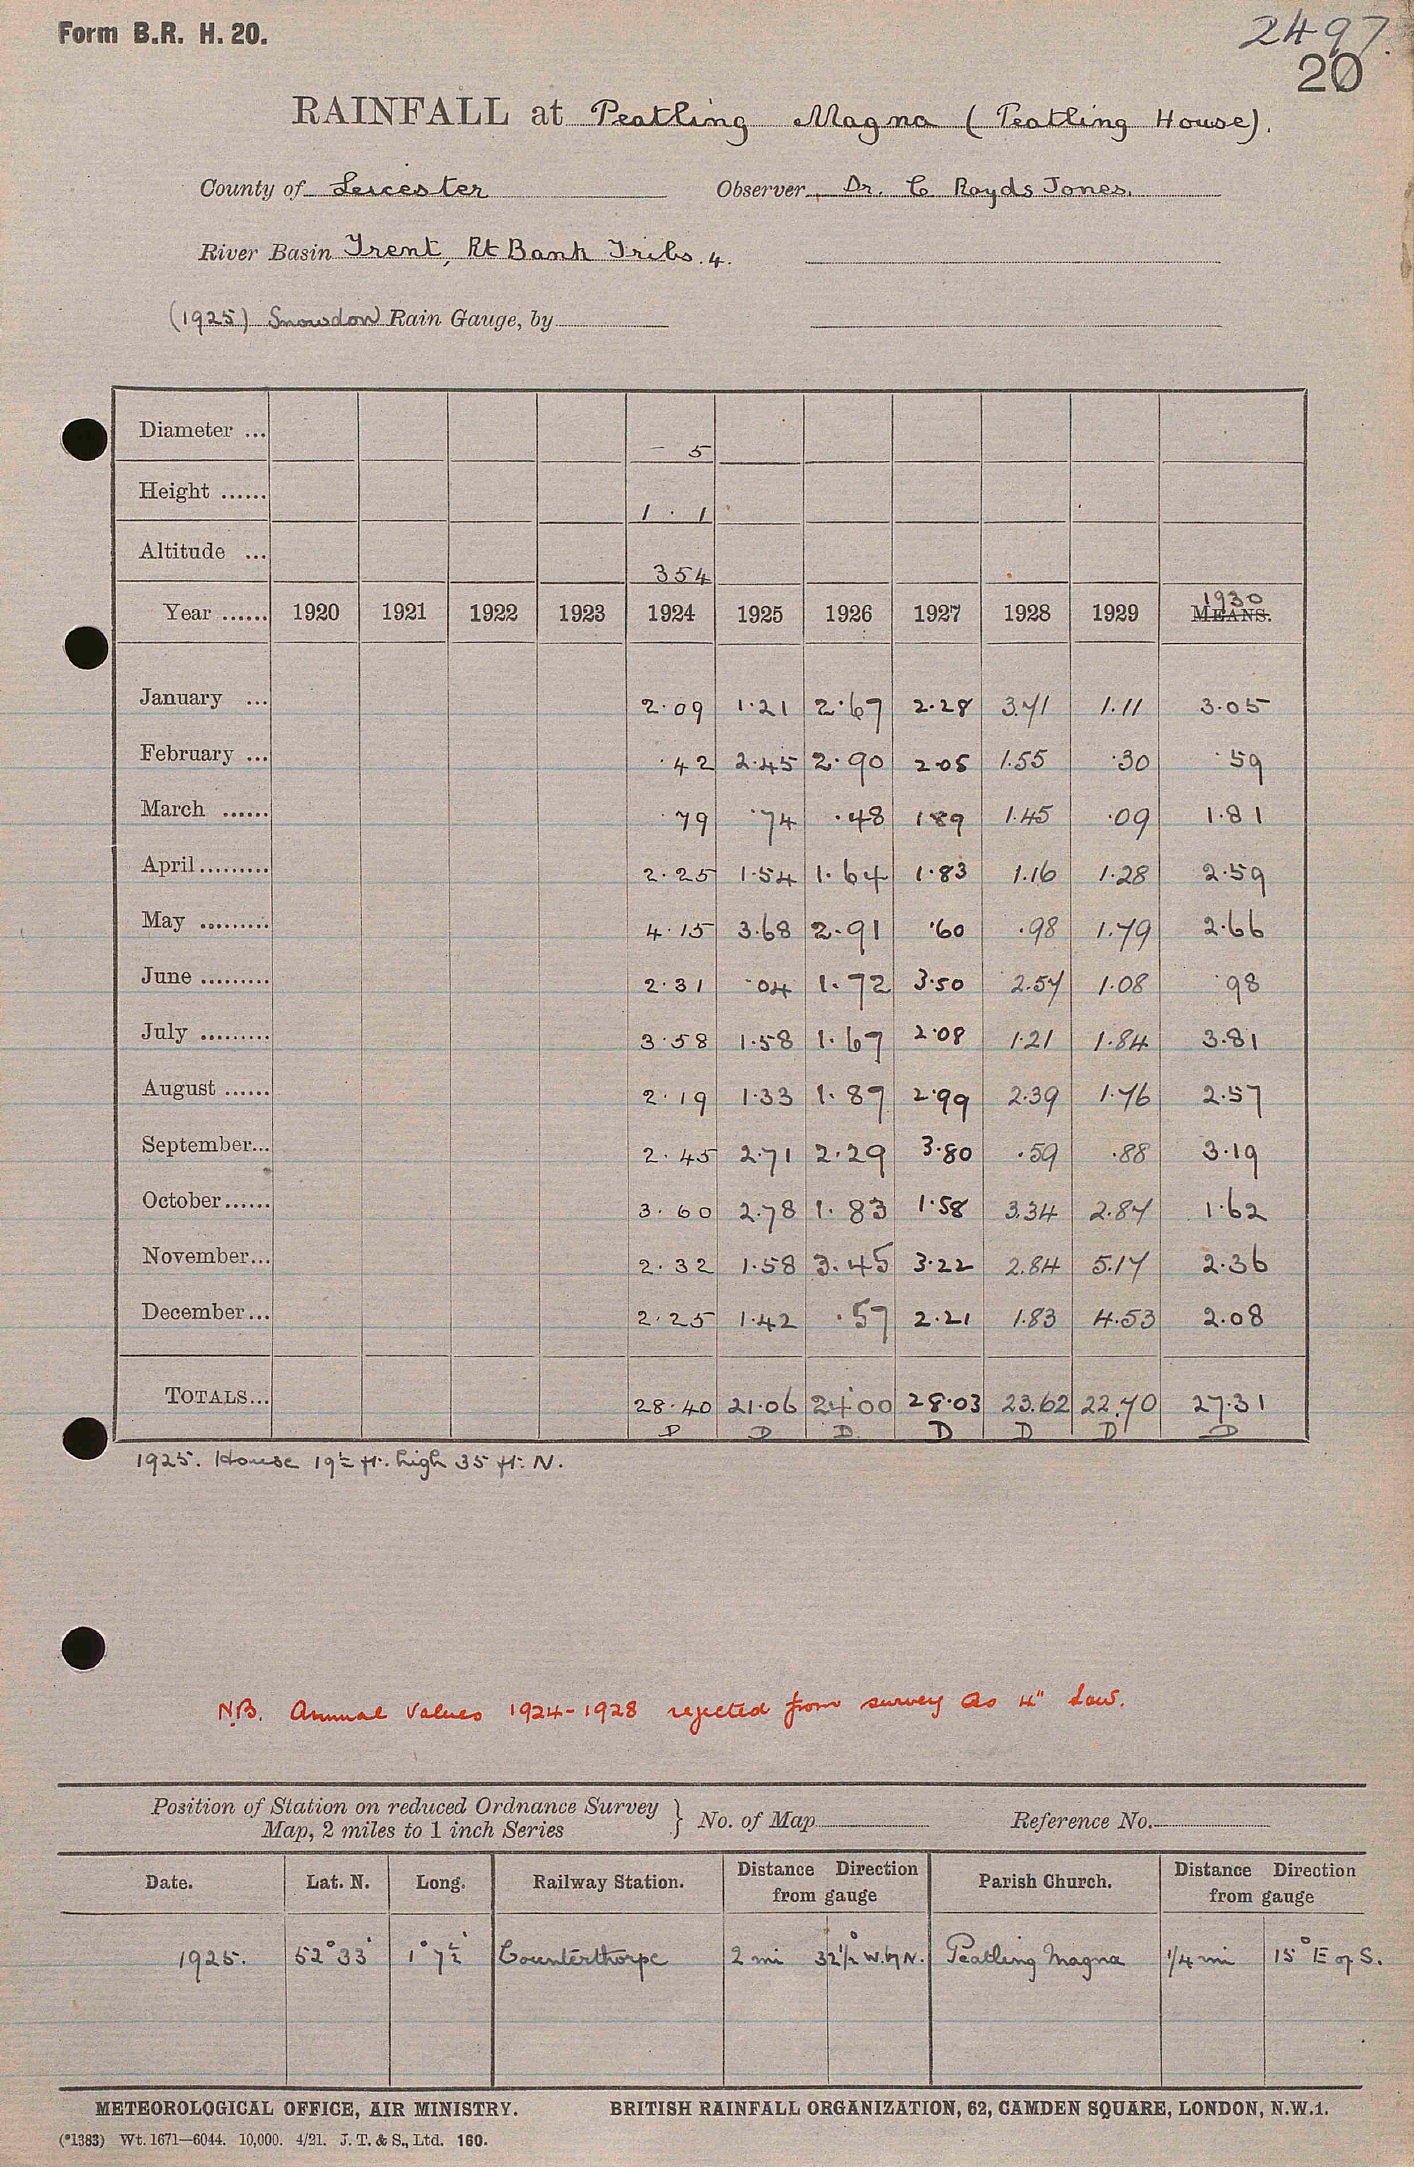 Form B.R. H. 20.
2497.
20
RAINFALL at Peatling Magna (Peatling House).
County of Leicester Observer Dr. C Royds Jones.
River Basin Trent, Rt Bank Tribs. 4.
(1925) Snowdon Rain Gauge, by
Diameter ... 5
Height ...... 1 . 1
Altitude ... 354
Year ...... 1920 1921 1922 1923 1924 1925 1926 1927 1928 1929 1930 MEANS.
January ... 2.09 1.21 2.67 2.28 3.71 1.11 3.05
February ... .42 2.45 2.90 2.05 1.55 .30 .59
March ...... .79 .74 .48 1.89 1.45 .09 1.81
April ......... 2.25 1.54 1.64 1.83 1.16 1.28 2.59
May ......... 4.15 3.68 2.91 .60 .98 1.79 2.66
June ......... 2.31 .04 1.72 3.50 2.57 1.08 .98
July ......... 3.58 1.58 1.67 2.08 1.21 1.84 3.81
August ...... 2.19 1.33 1.87 2.99 2.39 1.76 2.57
September... 2.45 2.71 2.29 3.80 .59 .88 3.19
October...... 3.60 2.78 1.83 1.58 3.34 2.87 1.62
November... 2.32 1.58 3.45 3.22 2.84 5.17 2.36
December... 2.25 1.42 .57 2.21 1.83 4.53 2.08
TOTALS... 28.40 21.06 24.00 28.03 23.62 22.70 27.31
D D D D D D D
1925. House 19½ ft. high 35 ft. N.
N.B. Annual Values 1924-1928 rejected from survey as 4" low.
Position of Station on reduced Ordnance Survey
Map, 2 miles to 1 inch Series } No. of Map Reference No.
Date. Lat. N. Long. Railway Station. Distance Direction from gauge Parish Church. Distance Direction from gauge
1925. 52° 33' 1° 7½' Counterthorpe 2 mi 32½° W. by N. Peatling Magna 1/4 mi 15° E of S.
METEOROLOGICAL OFFICE, AIR MINISTRY. BRITISH RAINFALL ORGANIZATION, 62, CAMDEN SQUARE, LONDON, N.W.1.
(*1383) Wt. 1671—6044. 10,000. 4/21. J. T. & S., Ltd. 160.